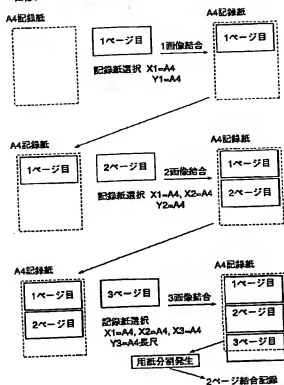 A4記録紙
A4記録紙
1ページ目
1画像結合
1ページ目
記録紙選択 X1=A4
Y1=A4
A4記録紙
A4記録紙
1ページ目
2ページ目
2画像結合
1ページ目
2ページ目
記録紙選択 X1=A4, X2=A4
Y2=A4
A4記録紙
A4記録紙
1ページ目
2ページ目
3ページ目
3画像結合
1ページ目
2ページ目
3ページ目
記録紙選択
X1=A4, X2=A4, X3=A4
Y3=A4長尺
用紙分割発生
2ページ結合記録